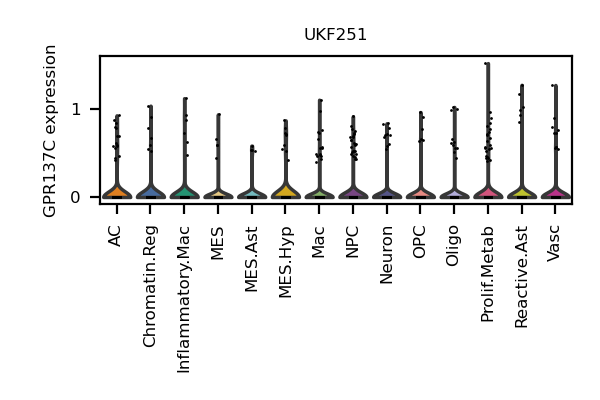 UKF251
GPR137C expression
1
0
AC
Chromatin.Reg
Inflammatory.Mac
MES
MES.Ast
MES.Hyp
Mac
NPC
Neuron
OPC
Oligo
Prolif.Metab
Reactive.Ast
Vasc